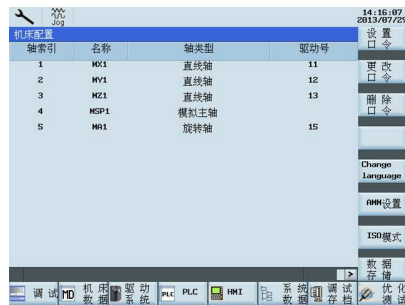 Jog
14:16:07
2013/07/29
机床配置
轴索引 名称 轴类型 驱动号
1 MX1 直线轴 11
2 MY1 直线轴 12
3 MZ1 直线轴 13
4 MSP1 模拟主轴
5 MA1 旋转轴 15
设置
口令
更改
口令
删除
口令
Change
language
AMM设置
ISO模式
数据
存储
调试
MD 机床
数据
驱动
系统
PLC PLC
HMI
系统
数据
调试
存档
优化
测试